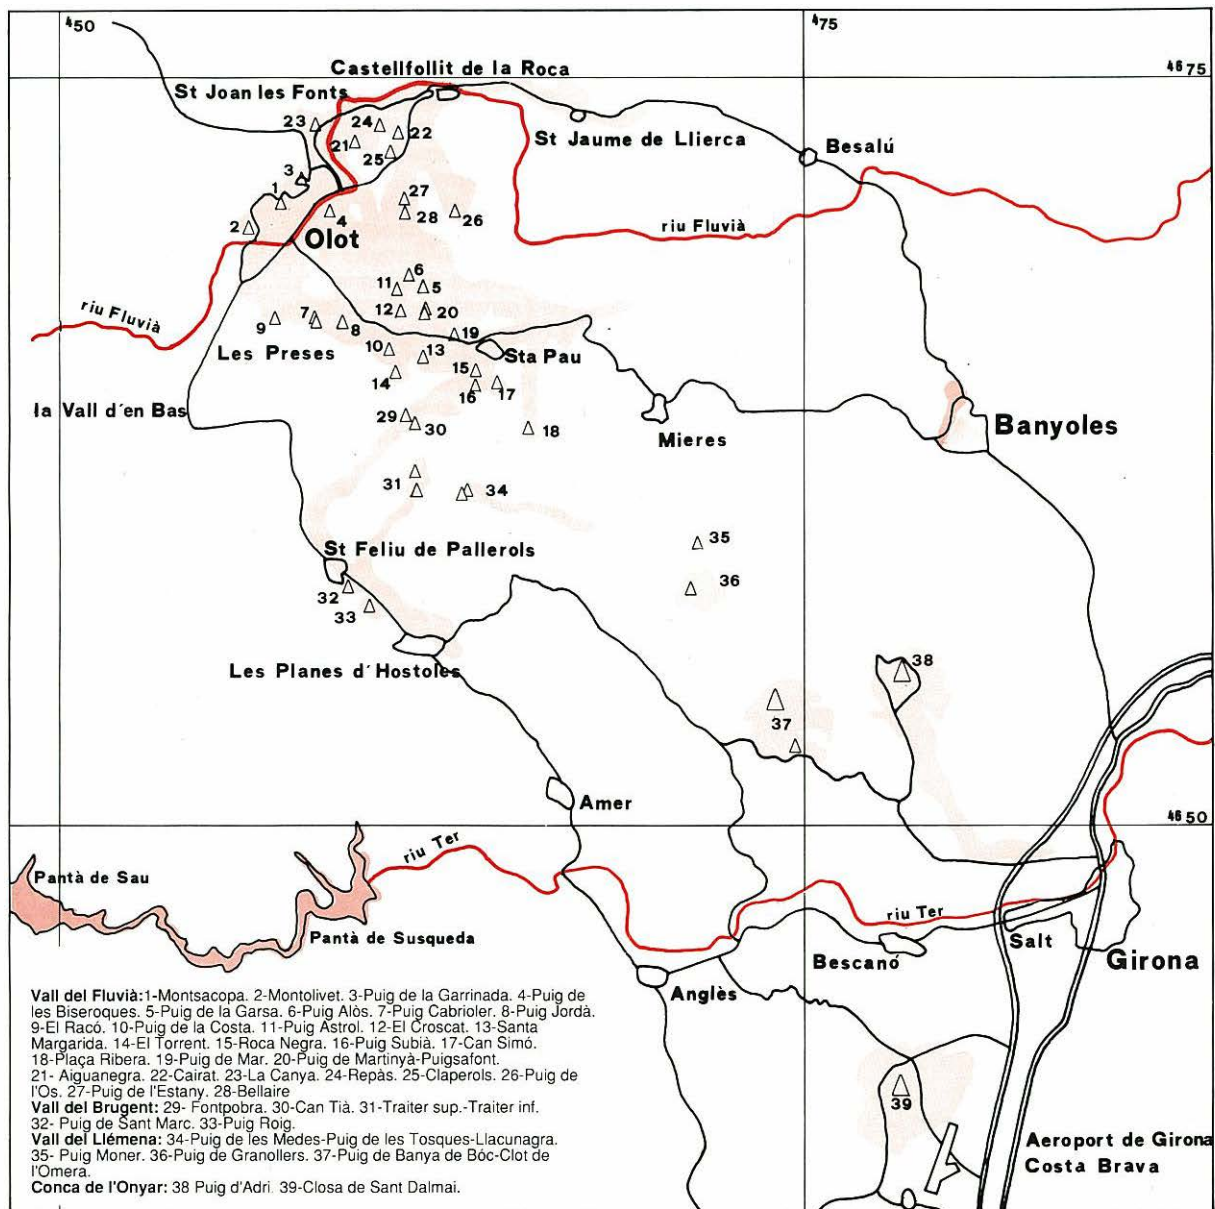 450
475
Castellfollit de la Roca
4675
St Joan les Fonts
23
24
22
21
25
St Jaume de Llierca
Besalú
3
1
27
28
26
2
4
Olot
riu Fluvià
6
11
5
riu Fluvià
12
20
9
7
8
19
Les Preses
10
13
Sta Pau
14
15
16
17
la Vall d'en Bas
29
30
18
Mieres
Banyoles
31
34
35
St Feliu de Pallerols
36
32
33
Les Planes d'Hostoles
38
37
Amer
4650
riu Ter
Pantà de Sau
riu Ter
Pantà de Susqueda
Salt
Bescanó
Girona
Anglès
Vall del Fluvià:1-Montsacopa. 2-Montolivet. 3-Puig de la Garrinada. 4-Puig de
les Biseroques. 5-Puig de la Garsa. 6-Puig Alòs. 7-Puig Cabrioler. 8-Puig Jordà.
9-El Racó. 10-Puig de la Costa. 11-Puig Astrol. 12-El Croscat. 13-Santa
Margarida. 14-El Torrent. 15-Roca Negra. 16-Puig Subià. 17-Can Simó.
18-Plaça Ribera. 19-Puig de Mar. 20-Puig de Martinyà-Puigsafont.
21- Aiguanegra. 22-Cairat. 23-La Canya. 24-Repàs. 25-Claperols. 26-Puig de
l'Os. 27-Puig de l'Estany. 28-Bellaire
Vall del Brugent: 29- Fontpobra. 30-Can Tià. 31-Traiter sup.-Traiter inf.
32- Puig de Sant Marc. 33-Puig Roig.
Vall del Llémena: 34-Puig de les Medes-Puig de les Tosques-Llacunagra.
35- Puig Moner. 36-Puig de Granollers. 37-Puig de Banya de Bóc-Clot de
l'Omera.
Conca de l'Onyar: 38 Puig d'Adri. 39-Closa de Sant Dalmai.
39
Aeroport de Girona
Costa Brava